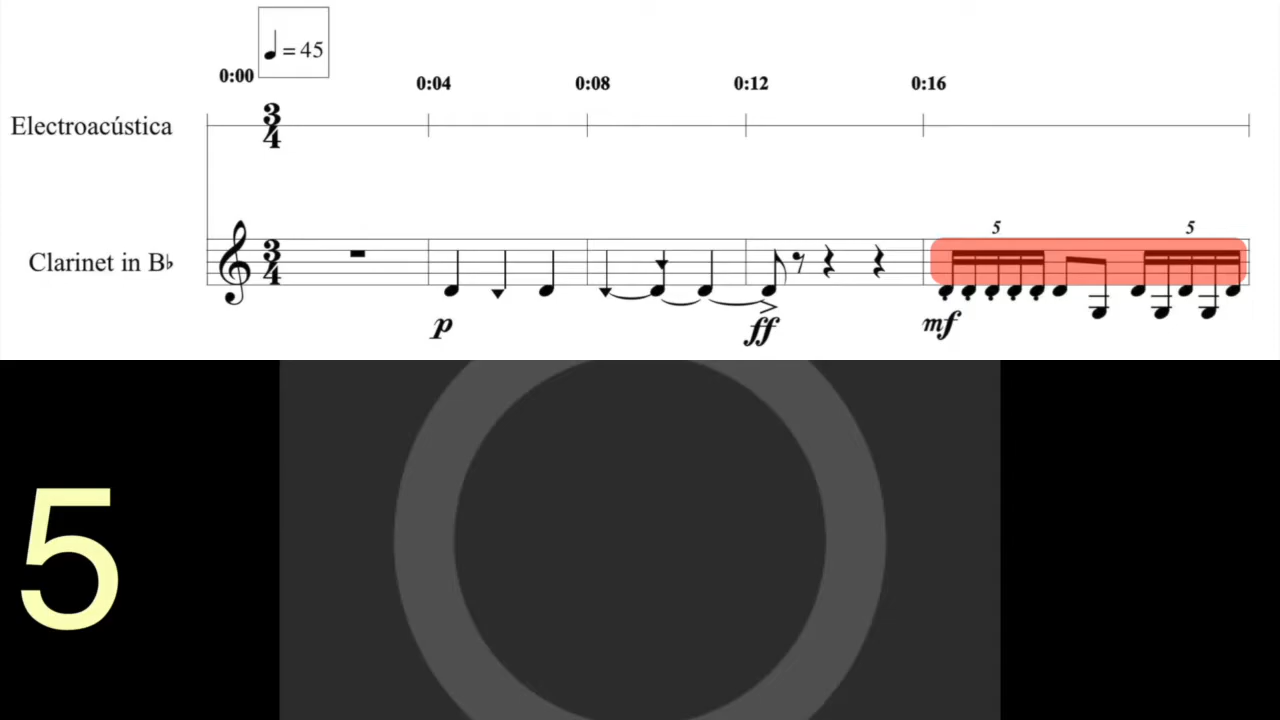 ♩ = 45
0:00 0:04 0:08 0:12 0:16
Electroacústica
3
4
5 5
Clarinet in B♭
3
4
p ff mf
5